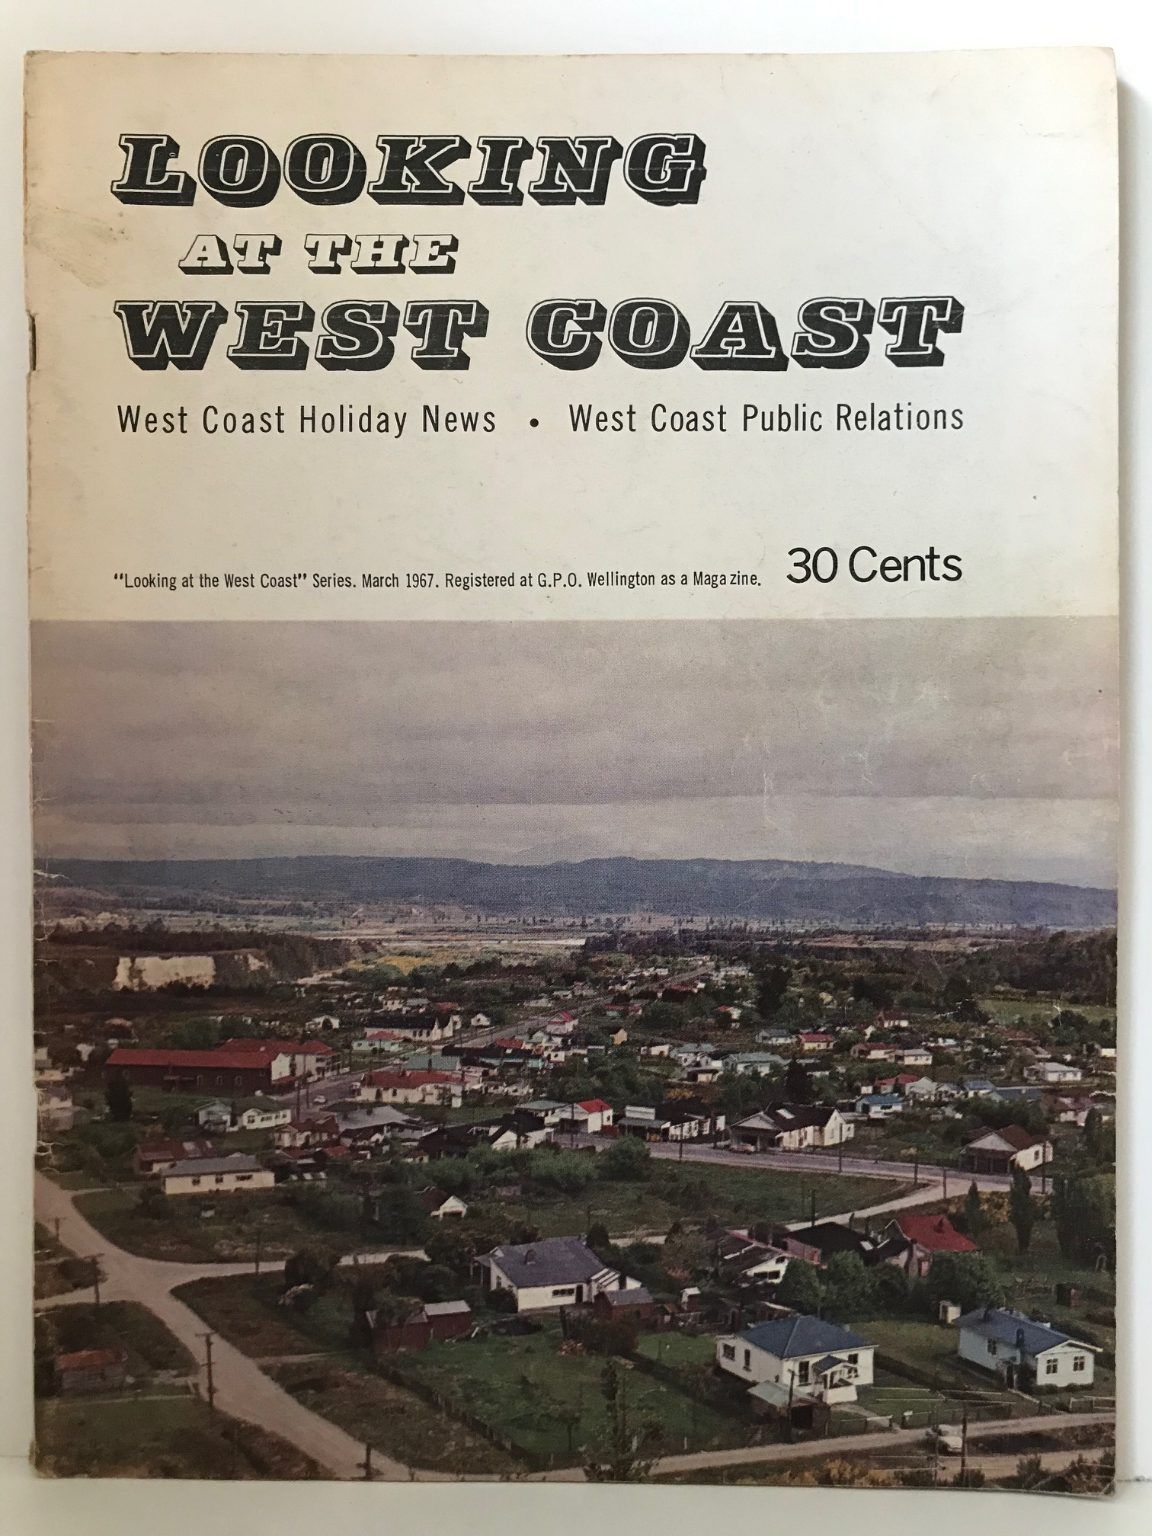 LOOKING
AT THE
WEST COAST
West Coast Holiday News • West Coast Public Relations
"Looking at the West Coast" Series. March 1967. Registered at G.P.O. Wellington as a Magazine. 30 Cents